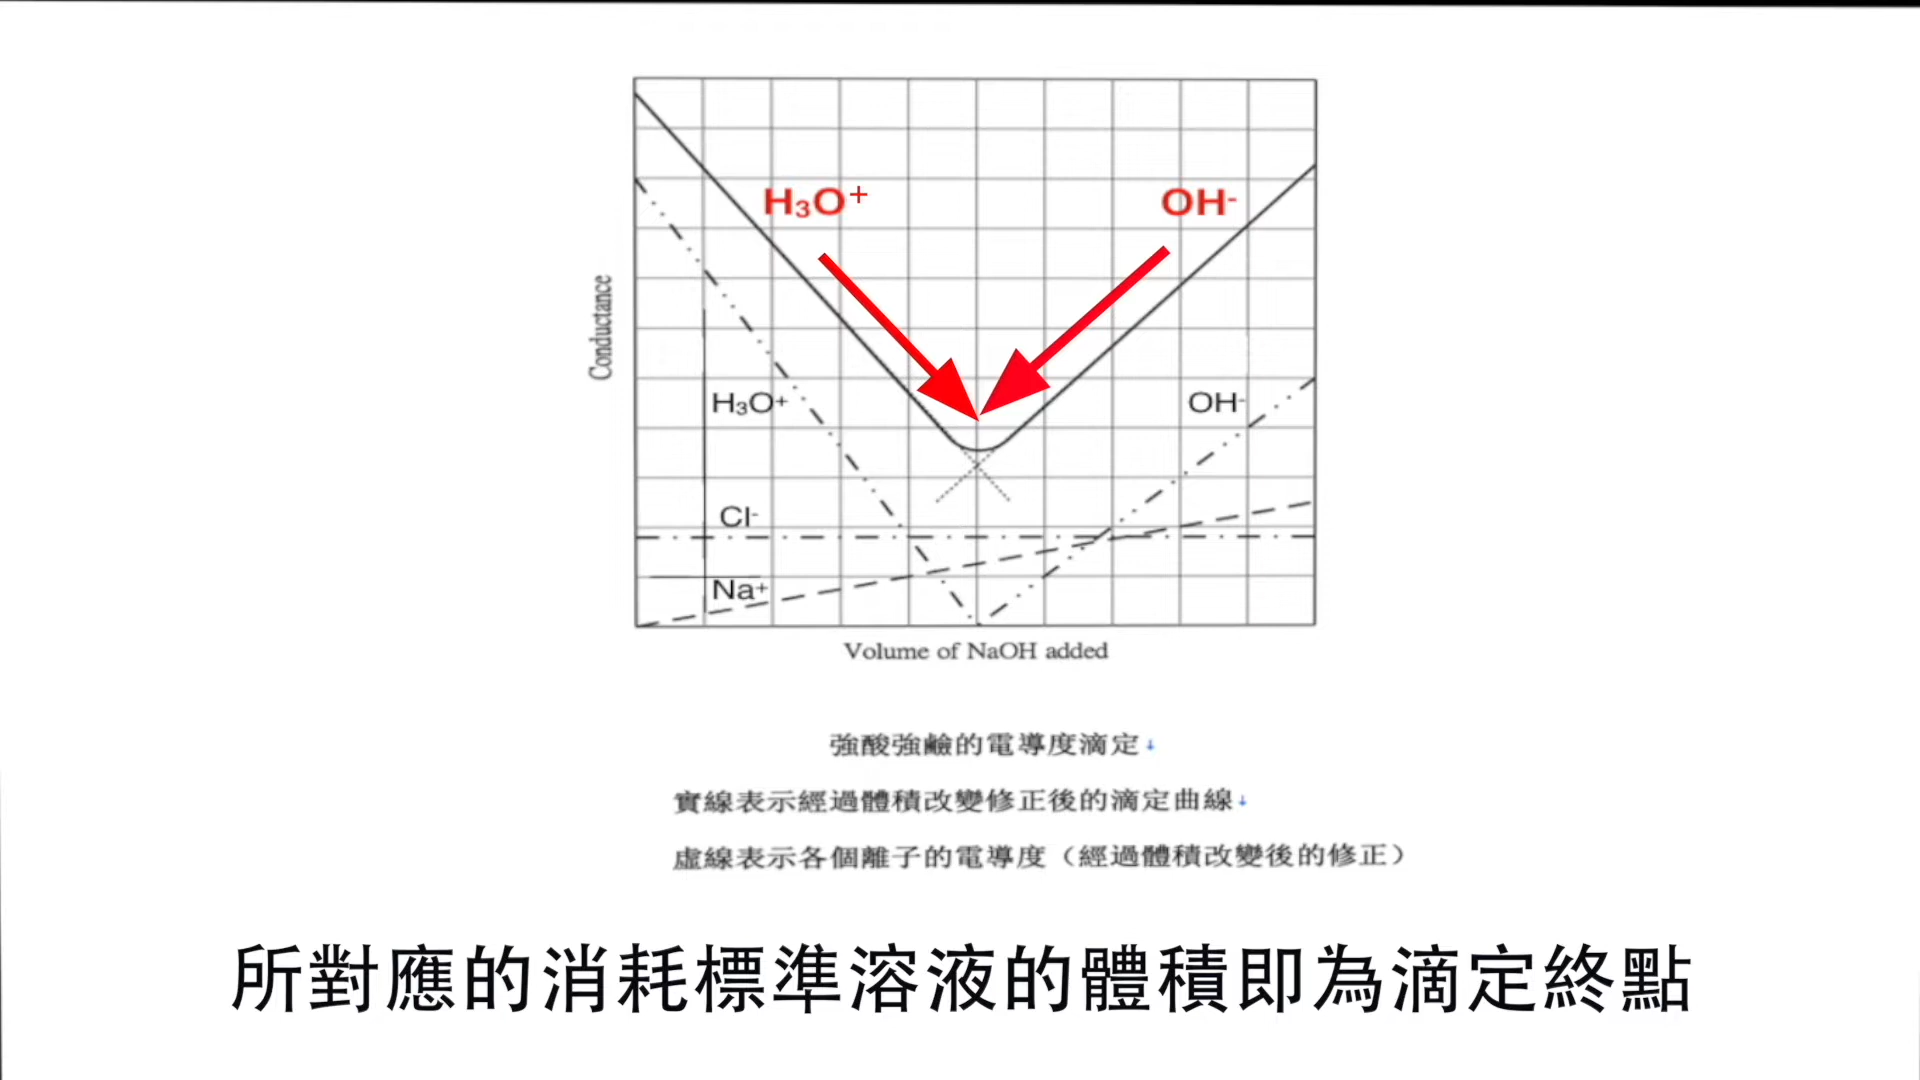 H₃O⁺
OH⁻
Conductance
H₃O⁺
OH⁻
Cl⁻
Na⁺
Volume of NaOH added
強酸強鹼的電導度滴定↓
實線表示經過體積改變修正後的滴定曲線↓
虛線表示各個離子的電導度（經過體積改變後的修正）
所對應的消耗標準溶液的體積即為滴定終點